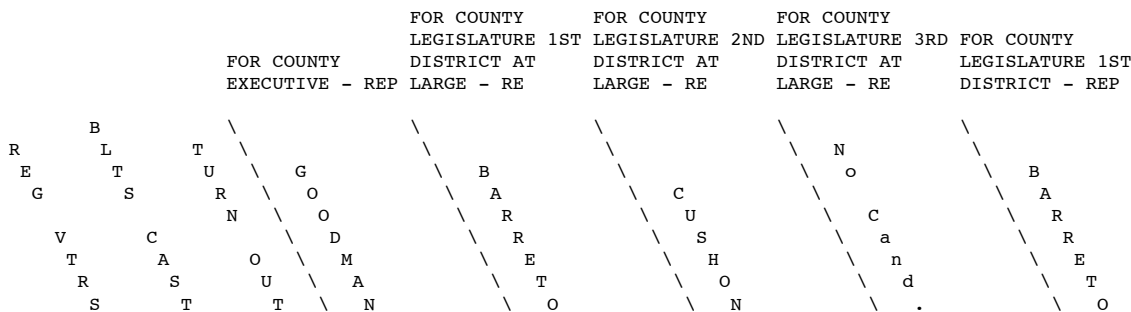 FOR COUNTY
EXECUTIVE - REP
FOR COUNTY
LEGISLATURE 1ST
DISTRICT AT
LARGE - RE
FOR COUNTY
LEGISLATURE 2ND
DISTRICT AT
LARGE - RE
FOR COUNTY
LEGISLATURE 3RD
DISTRICT AT
LARGE - RE
FOR COUNTY
LEGISLATURE 1ST
DISTRICT - REP
REG VTRS
BLTS CAST
TURN OUT
GOODMAN
BARRETO
CUSHON
No Cand.
BARRETO